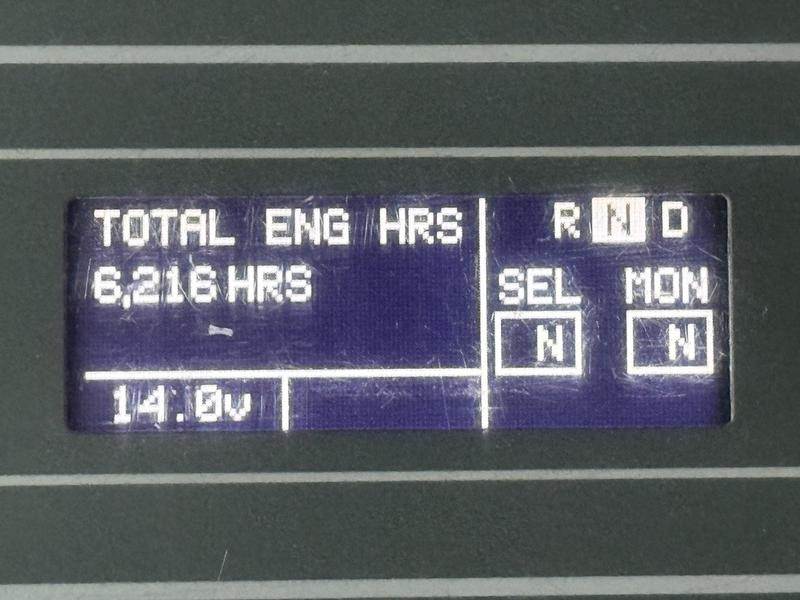 TOTAL ENG HRS
6,216 HRS
14.0v
R N D
SEL MON
N N